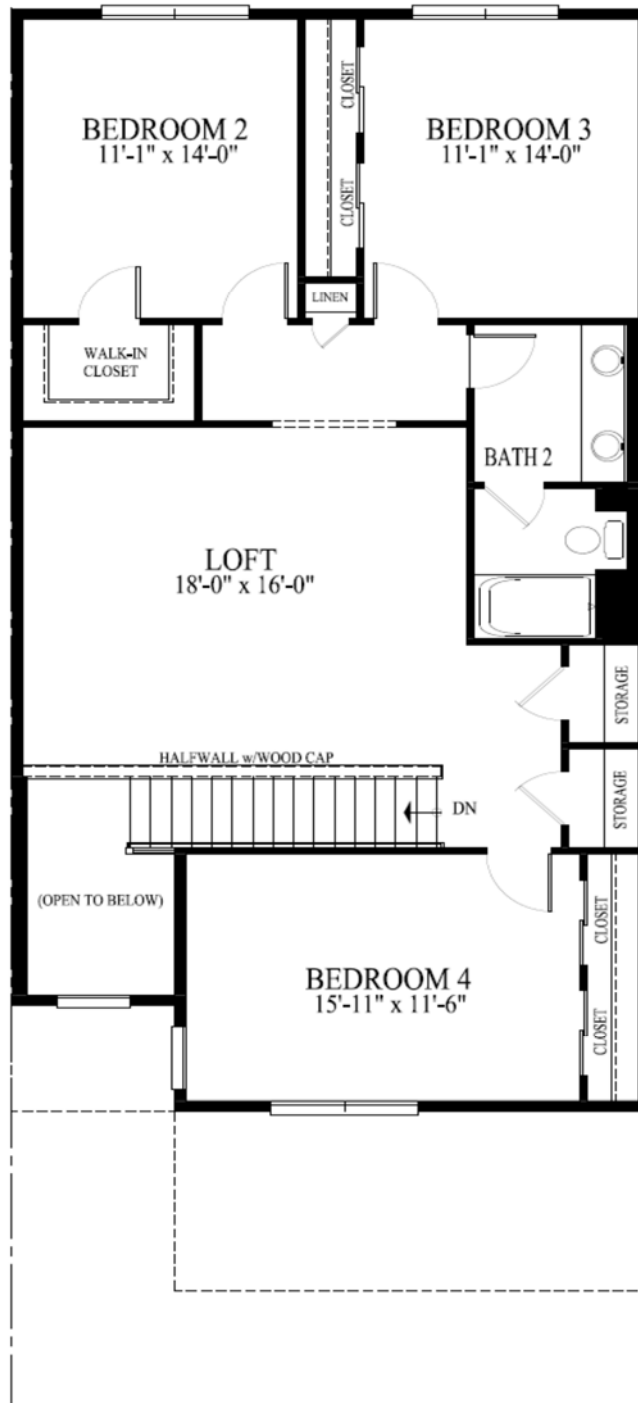 BEDROOM 2
11'-1" x 14'-0"
CLOSET
CLOSET
BEDROOM 3
11'-1" x 14'-0"
LINEN
WALK-IN
CLOSET
BATH 2
LOFT
18'-0" x 16'-0"
STORAGE
HALFWALL w/WOOD CAP
DN
STORAGE
(OPEN TO BELOW)
BEDROOM 4
15'-11" x 11'-6"
CLOSET
CLOSET